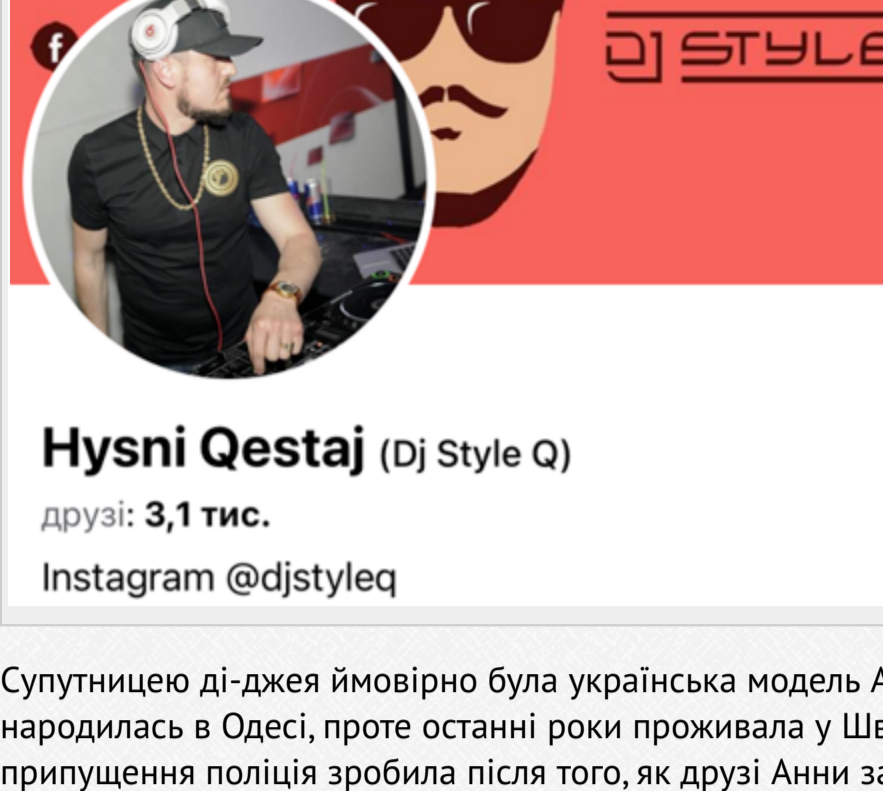 f
DJ STYLE
Hysni Qestaj (Dj Style Q)
друзі: 3,1 тис.
Instagram @djstyleq
Супутницею ді-джея ймовірно була українська модель
народилась в Одесі, проте останні роки проживала у
припущення поліція зробила після того, як друзі Анни